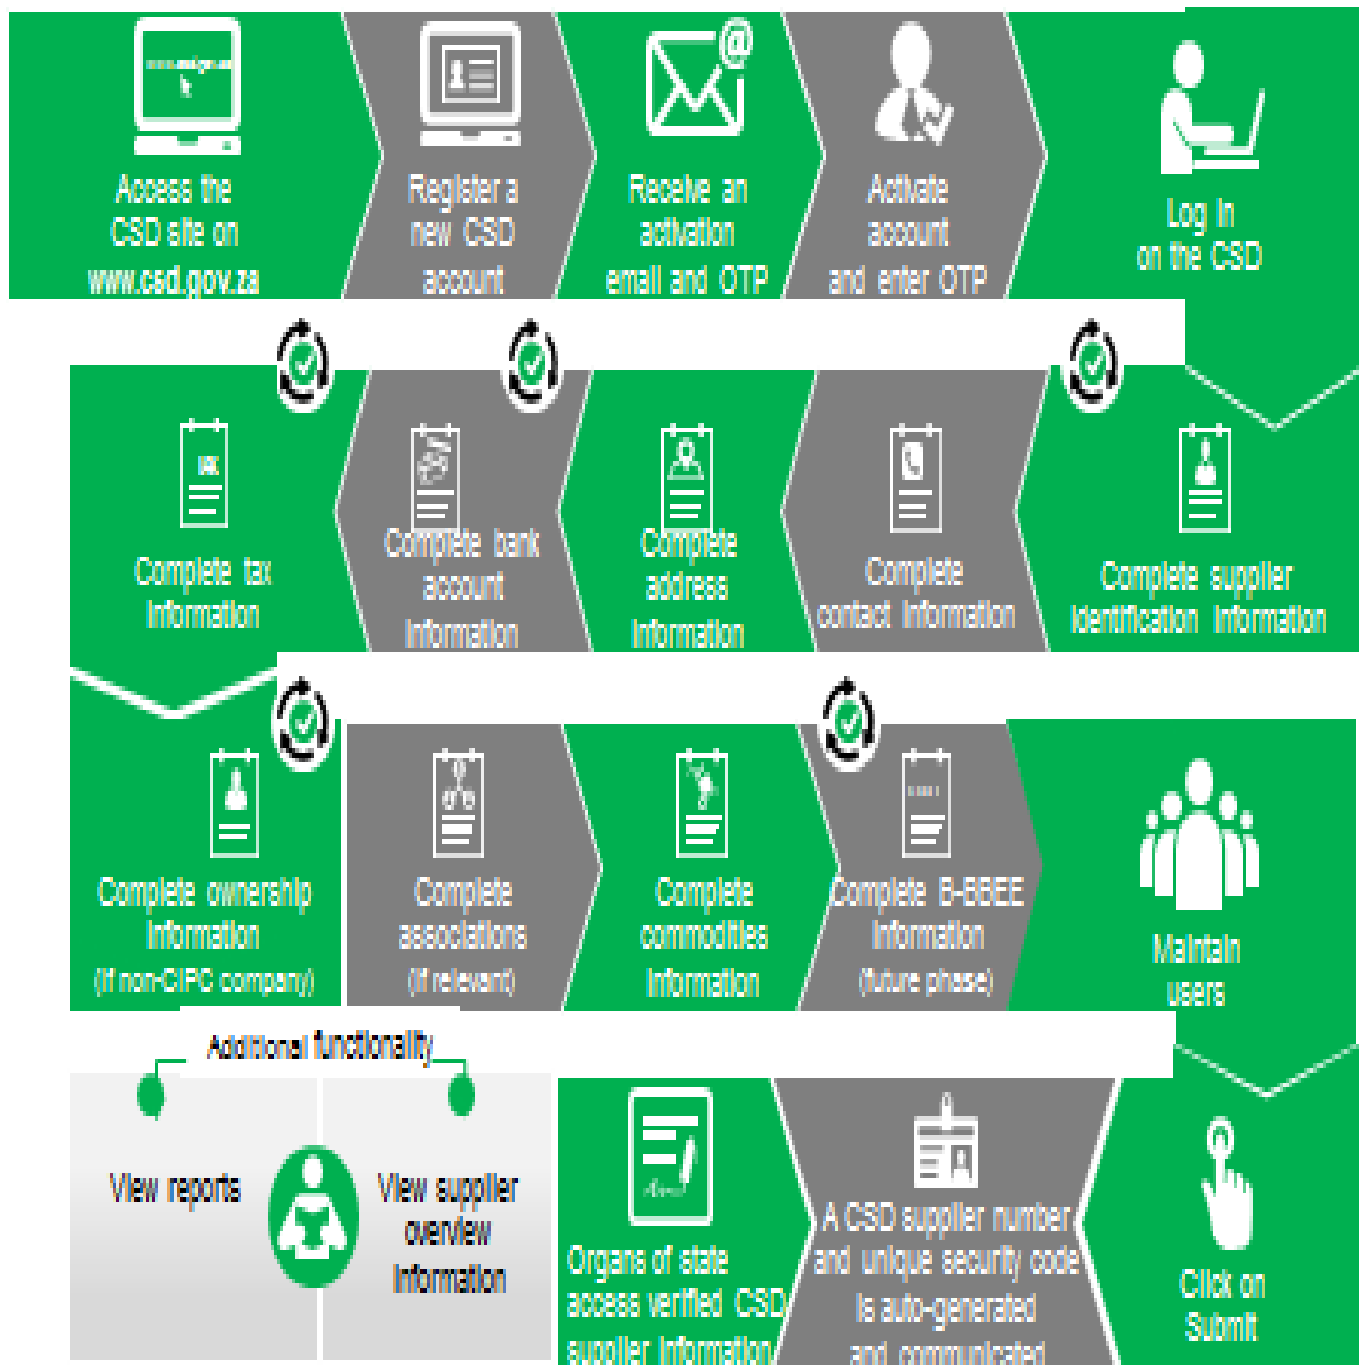 Access the
CSD site on
www.csd.gov.za
Register a
new CSD
account
Receive an
activation
email and OTP
Activate
account
and enter OTP
Log in
on the CSD
Complete supplier
identification information
Complete
contact information
Complete
address
information
Complete bank
account
information
TAX
Complete tax
information
Complete ownership
information
(if non-CIPC company)
Complete
associations
(if relevant)
Complete
commodities
information
Complete B-BBEE
information
(future phase)
Maintain
users
Click on
Submit
A CSD supplier number
and unique security code
is auto-generated
and communicated
Organs of state
access verified CSD
supplier information
Additional functionality
View reports
View supplier
overview
information